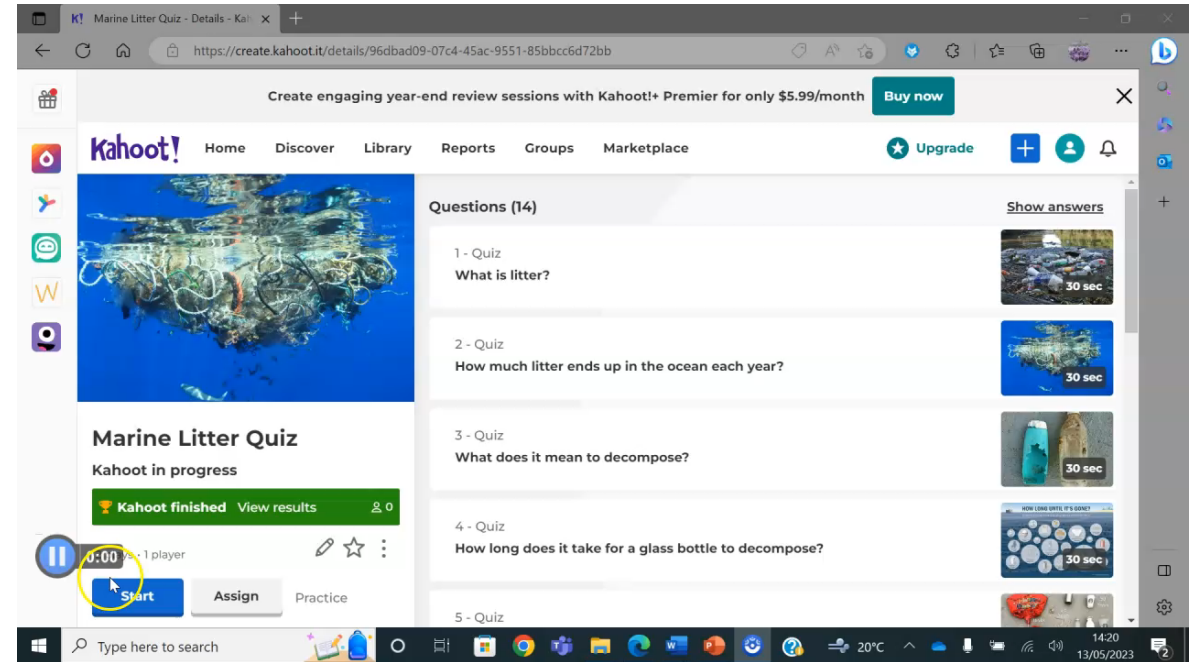 Marine Litter Quiz - Details - Kah
https://create.kahoot.it/details/96dbad09-07c4-45ac-9551-85bbcc6d72bb
Create engaging year-end review sessions with Kahoot!+ Premier for only $5.99/month Buy now
Kahoot! Home Discover Library Reports Groups Marketplace Upgrade
Questions (14) Show answers
1 - Quiz
What is litter?
30 sec
2 - Quiz
How much litter ends up in the ocean each year?
30 sec
3 - Quiz
What does it mean to decompose?
30 sec
4 - Quiz
How long does it take for a glass bottle to decompose?
HOW LONG UNTIL IT'S GONE?
30 sec
5 - Quiz
Marine Litter Quiz
Kahoot in progress
Kahoot finished View results 0
0:00
1 player
Start Assign Practice
Type here to search
20°C
14:20
13/05/2023
2